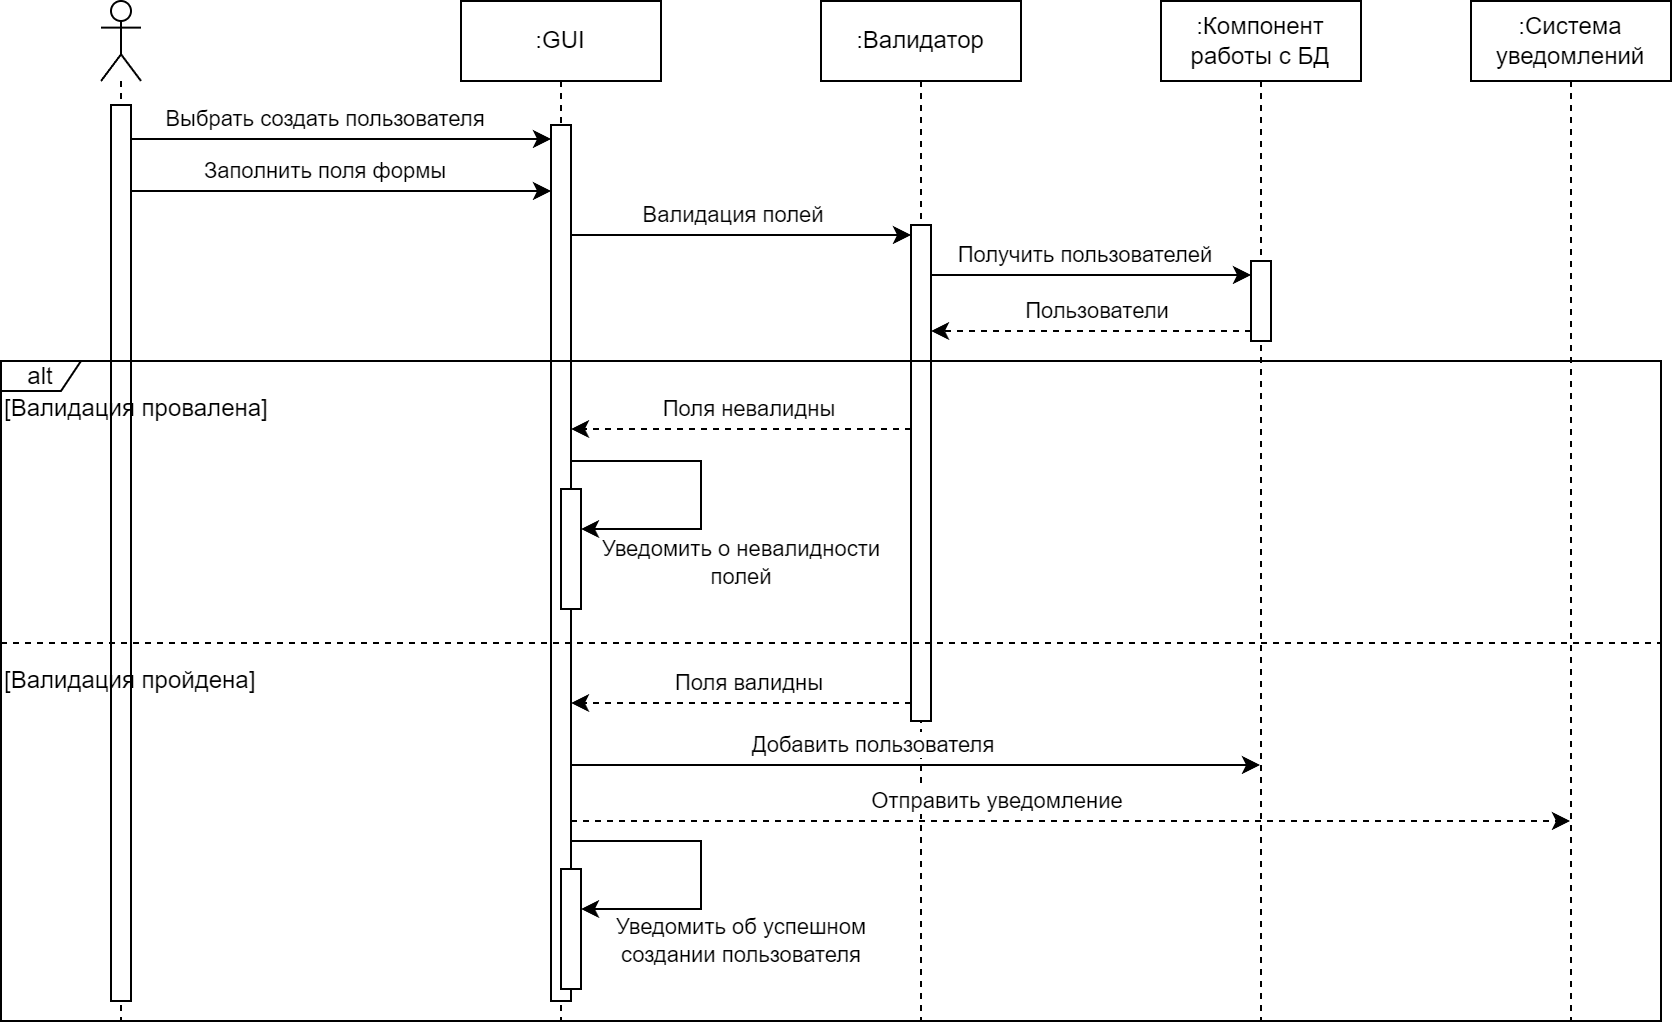 :GUI
:Валидатор
:Компонент
работы с БД
:Система
уведомлений
Выбрать создать пользователя
Заполнить поля формы
Валидация полей
Получить пользователей
Пользователи
alt
[Валидация провалена]
Поля невалидны
Уведомить о невалидности
полей
[Валидация пройдена]
Поля валидны
Добавить пользователя
Отправить уведомление
Уведомить об успешном
создании пользователя